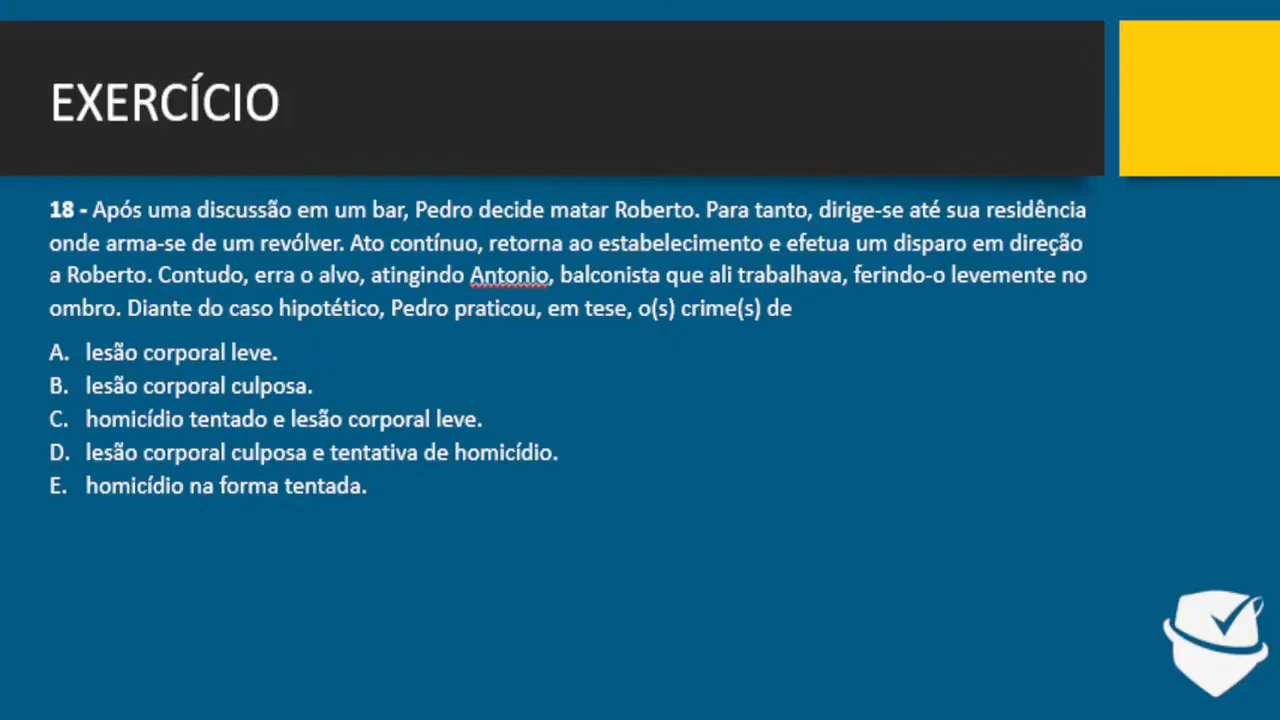 EXERCÍCIO
18 - Após uma discussão em um bar, Pedro decide matar Roberto. Para tanto, dirige-se até sua residência
onde arma-se de um revólver. Ato contínuo, retorna ao estabelecimento e efetua um disparo em direção
a Roberto. Contudo, erra o alvo, atingindo Antonio, balconista que ali trabalhava, ferindo-o levemente no
ombro. Diante do caso hipotético, Pedro praticou, em tese, o(s) crime(s) de
A. lesão corporal leve.
B. lesão corporal culposa.
C. homicídio tentado e lesão corporal leve.
D. lesão corporal culposa e tentativa de homicídio.
E. homicídio na forma tentada.